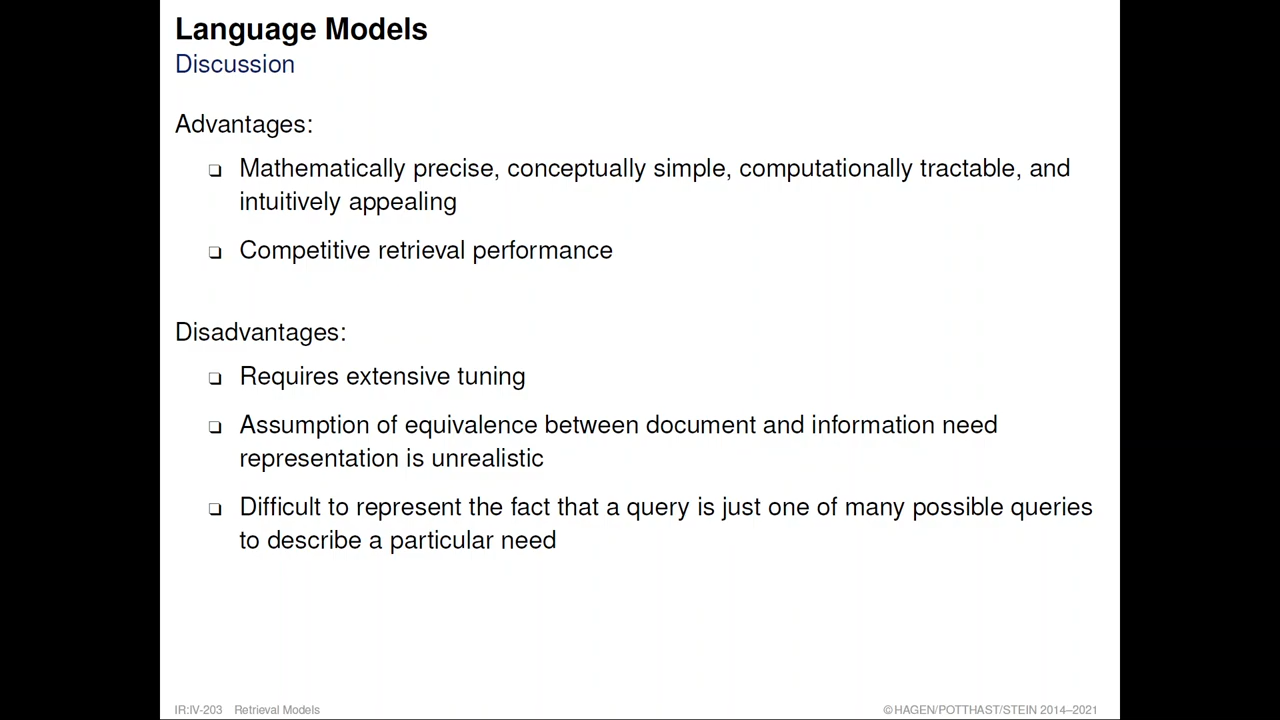 Language Models
Discussion
Advantages:
❑ Mathematically precise, conceptually simple, computationally tractable, and
intuitively appealing
❑ Competitive retrieval performance
Disadvantages:
❑ Requires extensive tuning
❑ Assumption of equivalence between document and information need
representation is unrealistic
❑ Difficult to represent the fact that a query is just one of many possible queries
to describe a particular need
IR:IV-203 Retrieval Models ©HAGEN/POTTHAST/STEIN 2014–2021